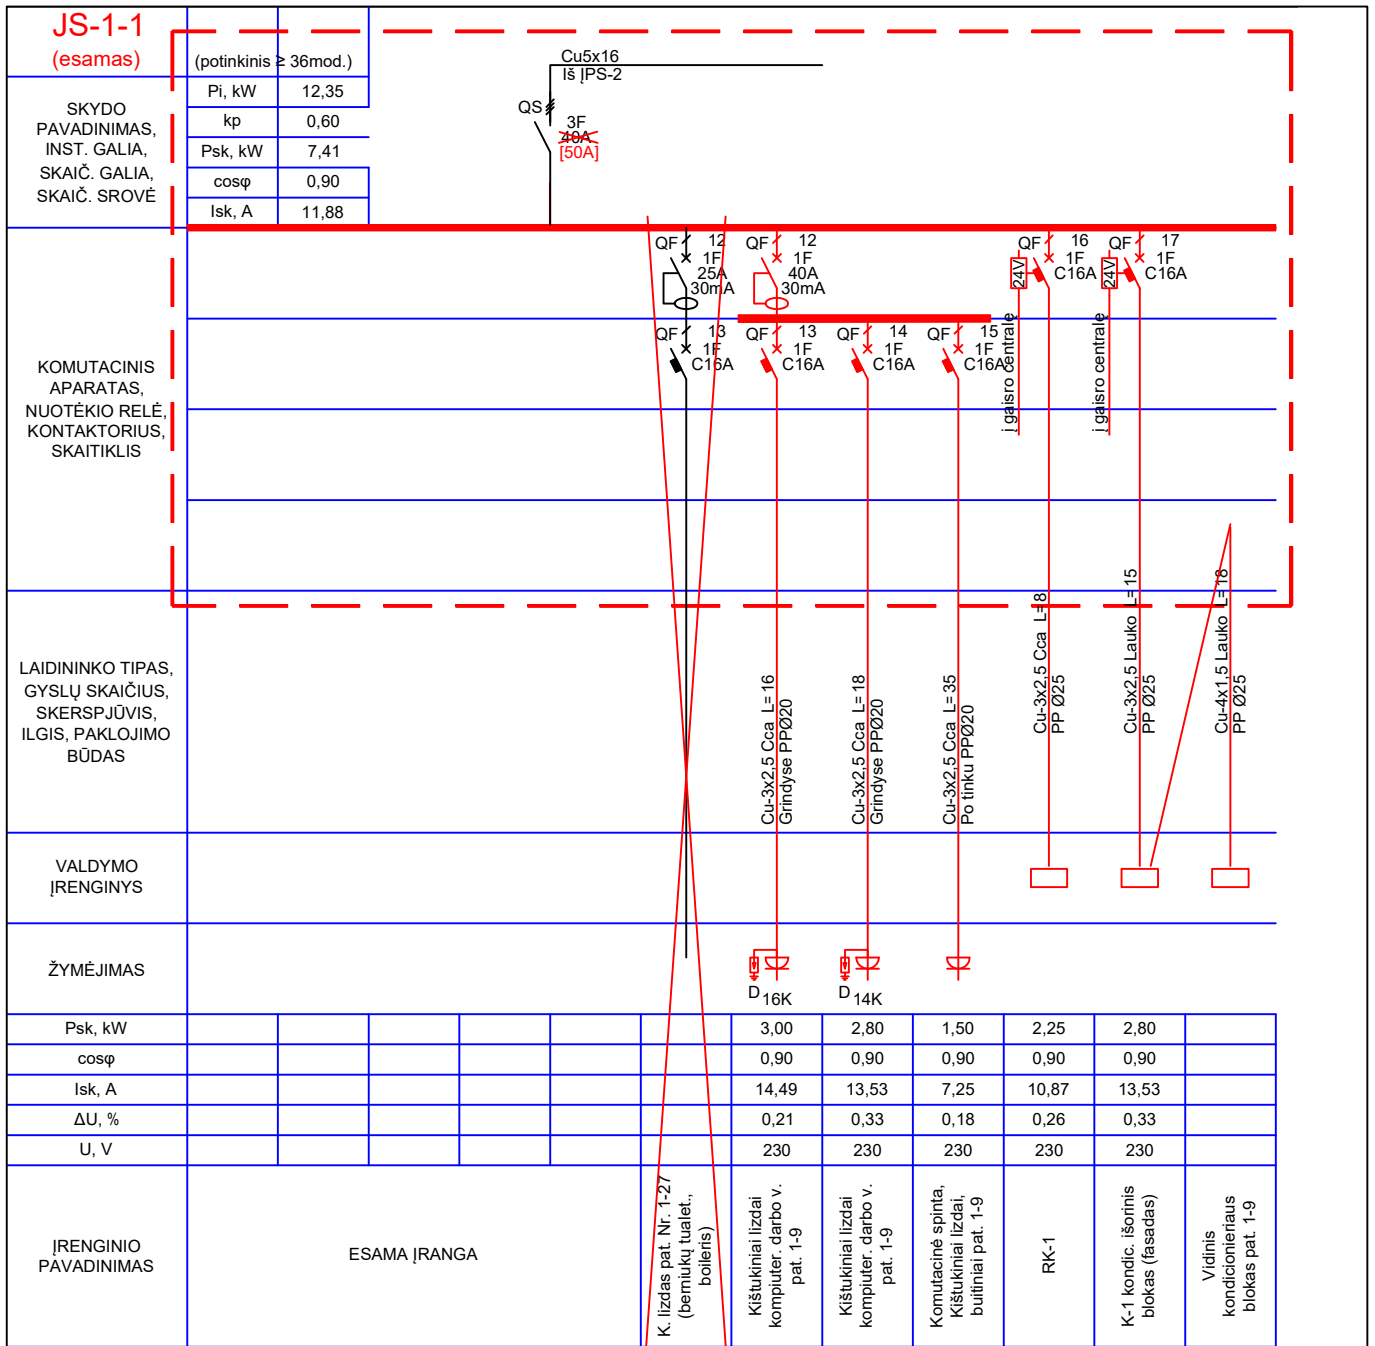 JS-1-1
(esamas)
(potinkinis ≥ 36mod.)
SKYDO
PAVADINIMAS,
INST. GALIA,
SKAIČ. GALIA,
SKAIČ. SROVĖ
Pi, kW 12,35
kp 0,60
Psk, kW 7,41
cosφ 0,90
Isk, A 11,88
Cu5x16
Iš ĮPS-2
QS
3F
40A
[50A]
KOMUTACINIS
APARATAS,
NUOTĖKIO RELĖ,
KONTAKTORIUS,
SKAITIKLIS
QF 12
1F
25A
30mA
QF 12
1F
40A
30mA
QF 16
1F
C16A
24V
į gaisro centralę
QF 17
1F
C16A
24V
į gaisro centralę
QF 13
1F
C16A
QF 13
1F
C16A
QF 14
1F
C16A
QF 15
1F
C16A
LAIDININKO TIPAS,
GYSLŲ SKAIČIUS,
SKERSPJŪVIS,
ILGIS, PAKLOJIMO
BŪDAS
Cu-3x2,5 Cca L=16
Grindyse PPØ20
Cu-3x2,5 Cca L=18
Grindyse PPØ20
Cu-3x2,5 Cca L=35
Po tinku PPØ20
Cu-3x2,5 Cca L=8
PP Ø25
Cu-3x2,5 Lauko L=15
PP Ø25
Cu-4x1,5 Lauko L=18
PP Ø25
VALDYMO
ĮRENGINYS
ŽYMĖJIMAS
D 16K
D 14K
Psk, kW 3,00 2,80 1,50 2,25 2,80
cosφ 0,90 0,90 0,90 0,90 0,90
Isk, A 14,49 13,53 7,25 10,87 13,53
ΔU, % 0,21 0,33 0,18 0,26 0,33
U, V 230 230 230 230 230
ĮRENGINIO
PAVADINIMAS
ESAMA ĮRANGA
K. lizdas pat. Nr. 1-27
(berniukų tualet.,
boileris)
Kištukiniai lizdai
kompiuter. darbo v.
pat. 1-9
Kištukiniai lizdai
kompiuter. darbo v.
pat. 1-9
Komutacinė spinta,
Kištukiniai lizdai,
buitiniai pat. 1-9
RK-1
K-1 kondic. išorinis
blokas (fasadas)
Vidinis
kondicionieriaus
blokas pat. 1-9